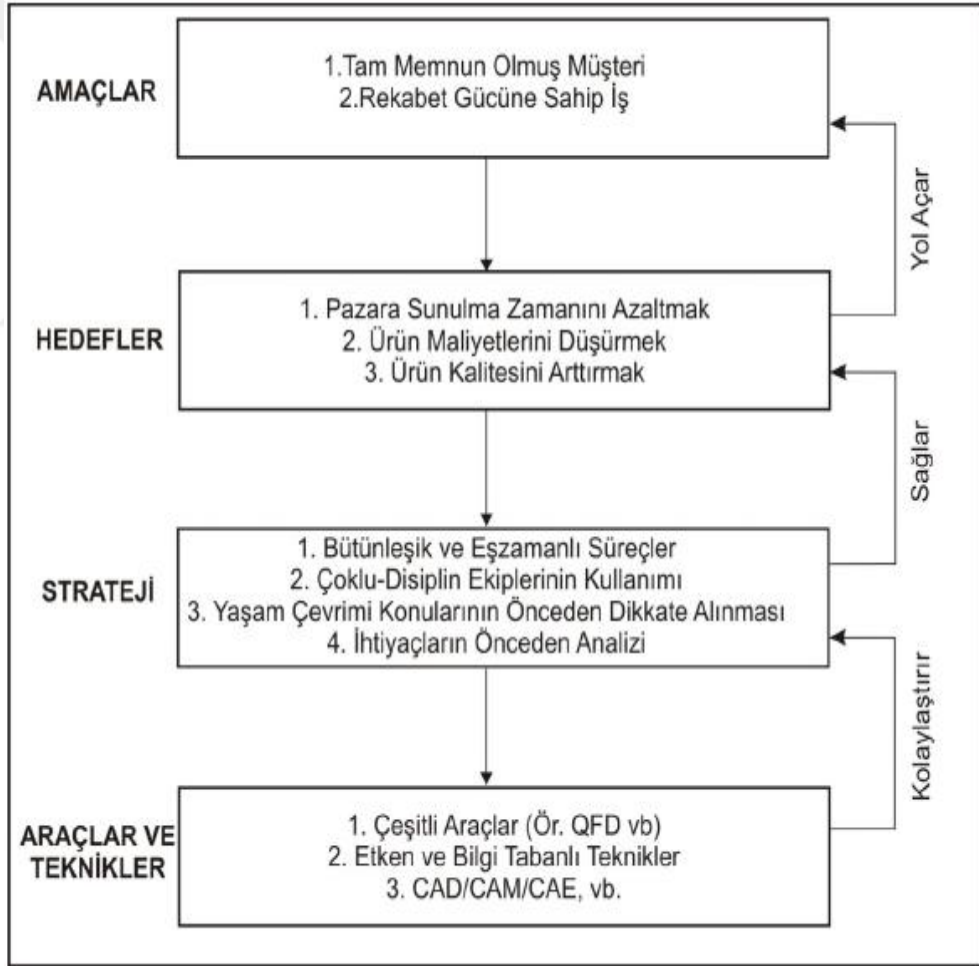 AMAÇLAR
1.Tam Memnun Olmuş Müşteri
2.Rekabet Gücüne Sahip İş
Yol Açar
HEDEFLER
1. Pazara Sunulma Zamanını Azaltmak
2. Ürün Maliyetlerini Düşürmek
3. Ürün Kalitesini Arttırmak
Sağlar
STRATEJİ
1. Bütünleşik ve Eşzamanlı Süreçler
2. Çoklu-Disiplin Ekiplerinin Kullanımı
3. Yaşam Çevrimi Konularının Önceden Dikkate Alınması
4. İhtiyaçların Önceden Analizi
Kolaylaştırır
ARAÇLAR VE
TEKNİKLER
1. Çeşitli Araçlar (Ör. QFD vb)
2. Etken ve Bilgi Tabanlı Teknikler
3. CAD/CAM/CAE, vb.